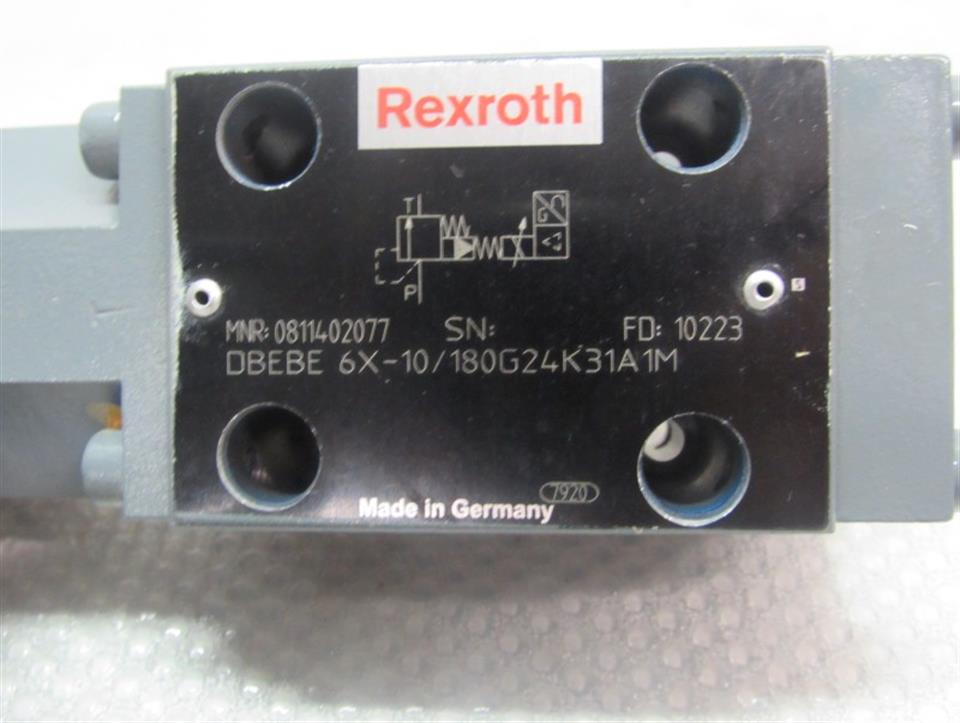 Rexroth
T
P
MNR: 0811402077 SN: FD: 10223
DBEBE 6X-10/180G24K31A1M
7920
Made in Germany